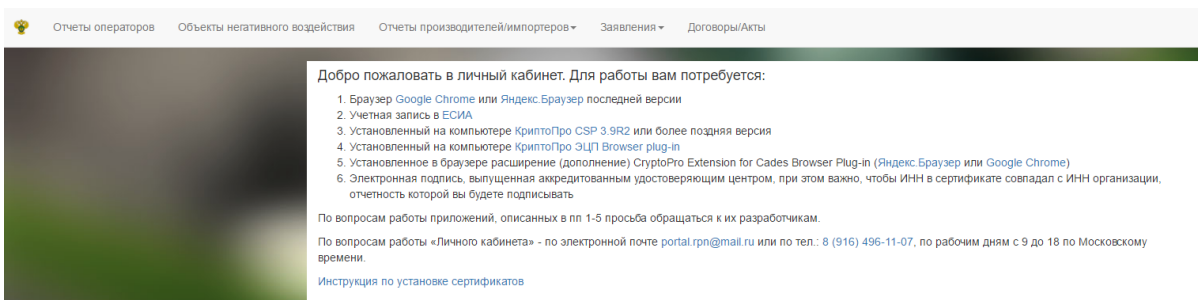 Отчеты операторов Объекты негативного воздействия Отчеты производителей/импортеров Заявления Договоры/Акты
Добро пожаловать в личный кабинет. Для работы вам потребуется:
1. Браузер Google Chrome или Яндекс.Браузер последней версии
2. Учетная запись в ЕСИА
3. Установленный на компьютере КриптоПро CSP 3.9R2 или более поздняя версия
4. Установленный на компьютере КриптоПро ЭЦП Browser plug-in
5. Установленное в браузере расширение (дополнение) CryptoPro Extension for Cades Browser Plug-in (Яндекс.Браузер или Google Chrome)
6. Электронная подпись, выпущенная аккредитованным удостоверяющим центром, при этом важно, чтобы ИНН в сертификате совпадал с ИНН организации,
отчетность которой вы будете подписывать
По вопросам работы приложений, описанных в пп 1-5 просьба обращаться к их разработчикам.
По вопросам работы «Личного кабинета» - по электронной почте portal.rpn@mail.ru или по тел.: 8 (916) 496-11-07, по рабочим дням с 9 до 18 по Московскому
времени.
Инструкция по установке сертификатов